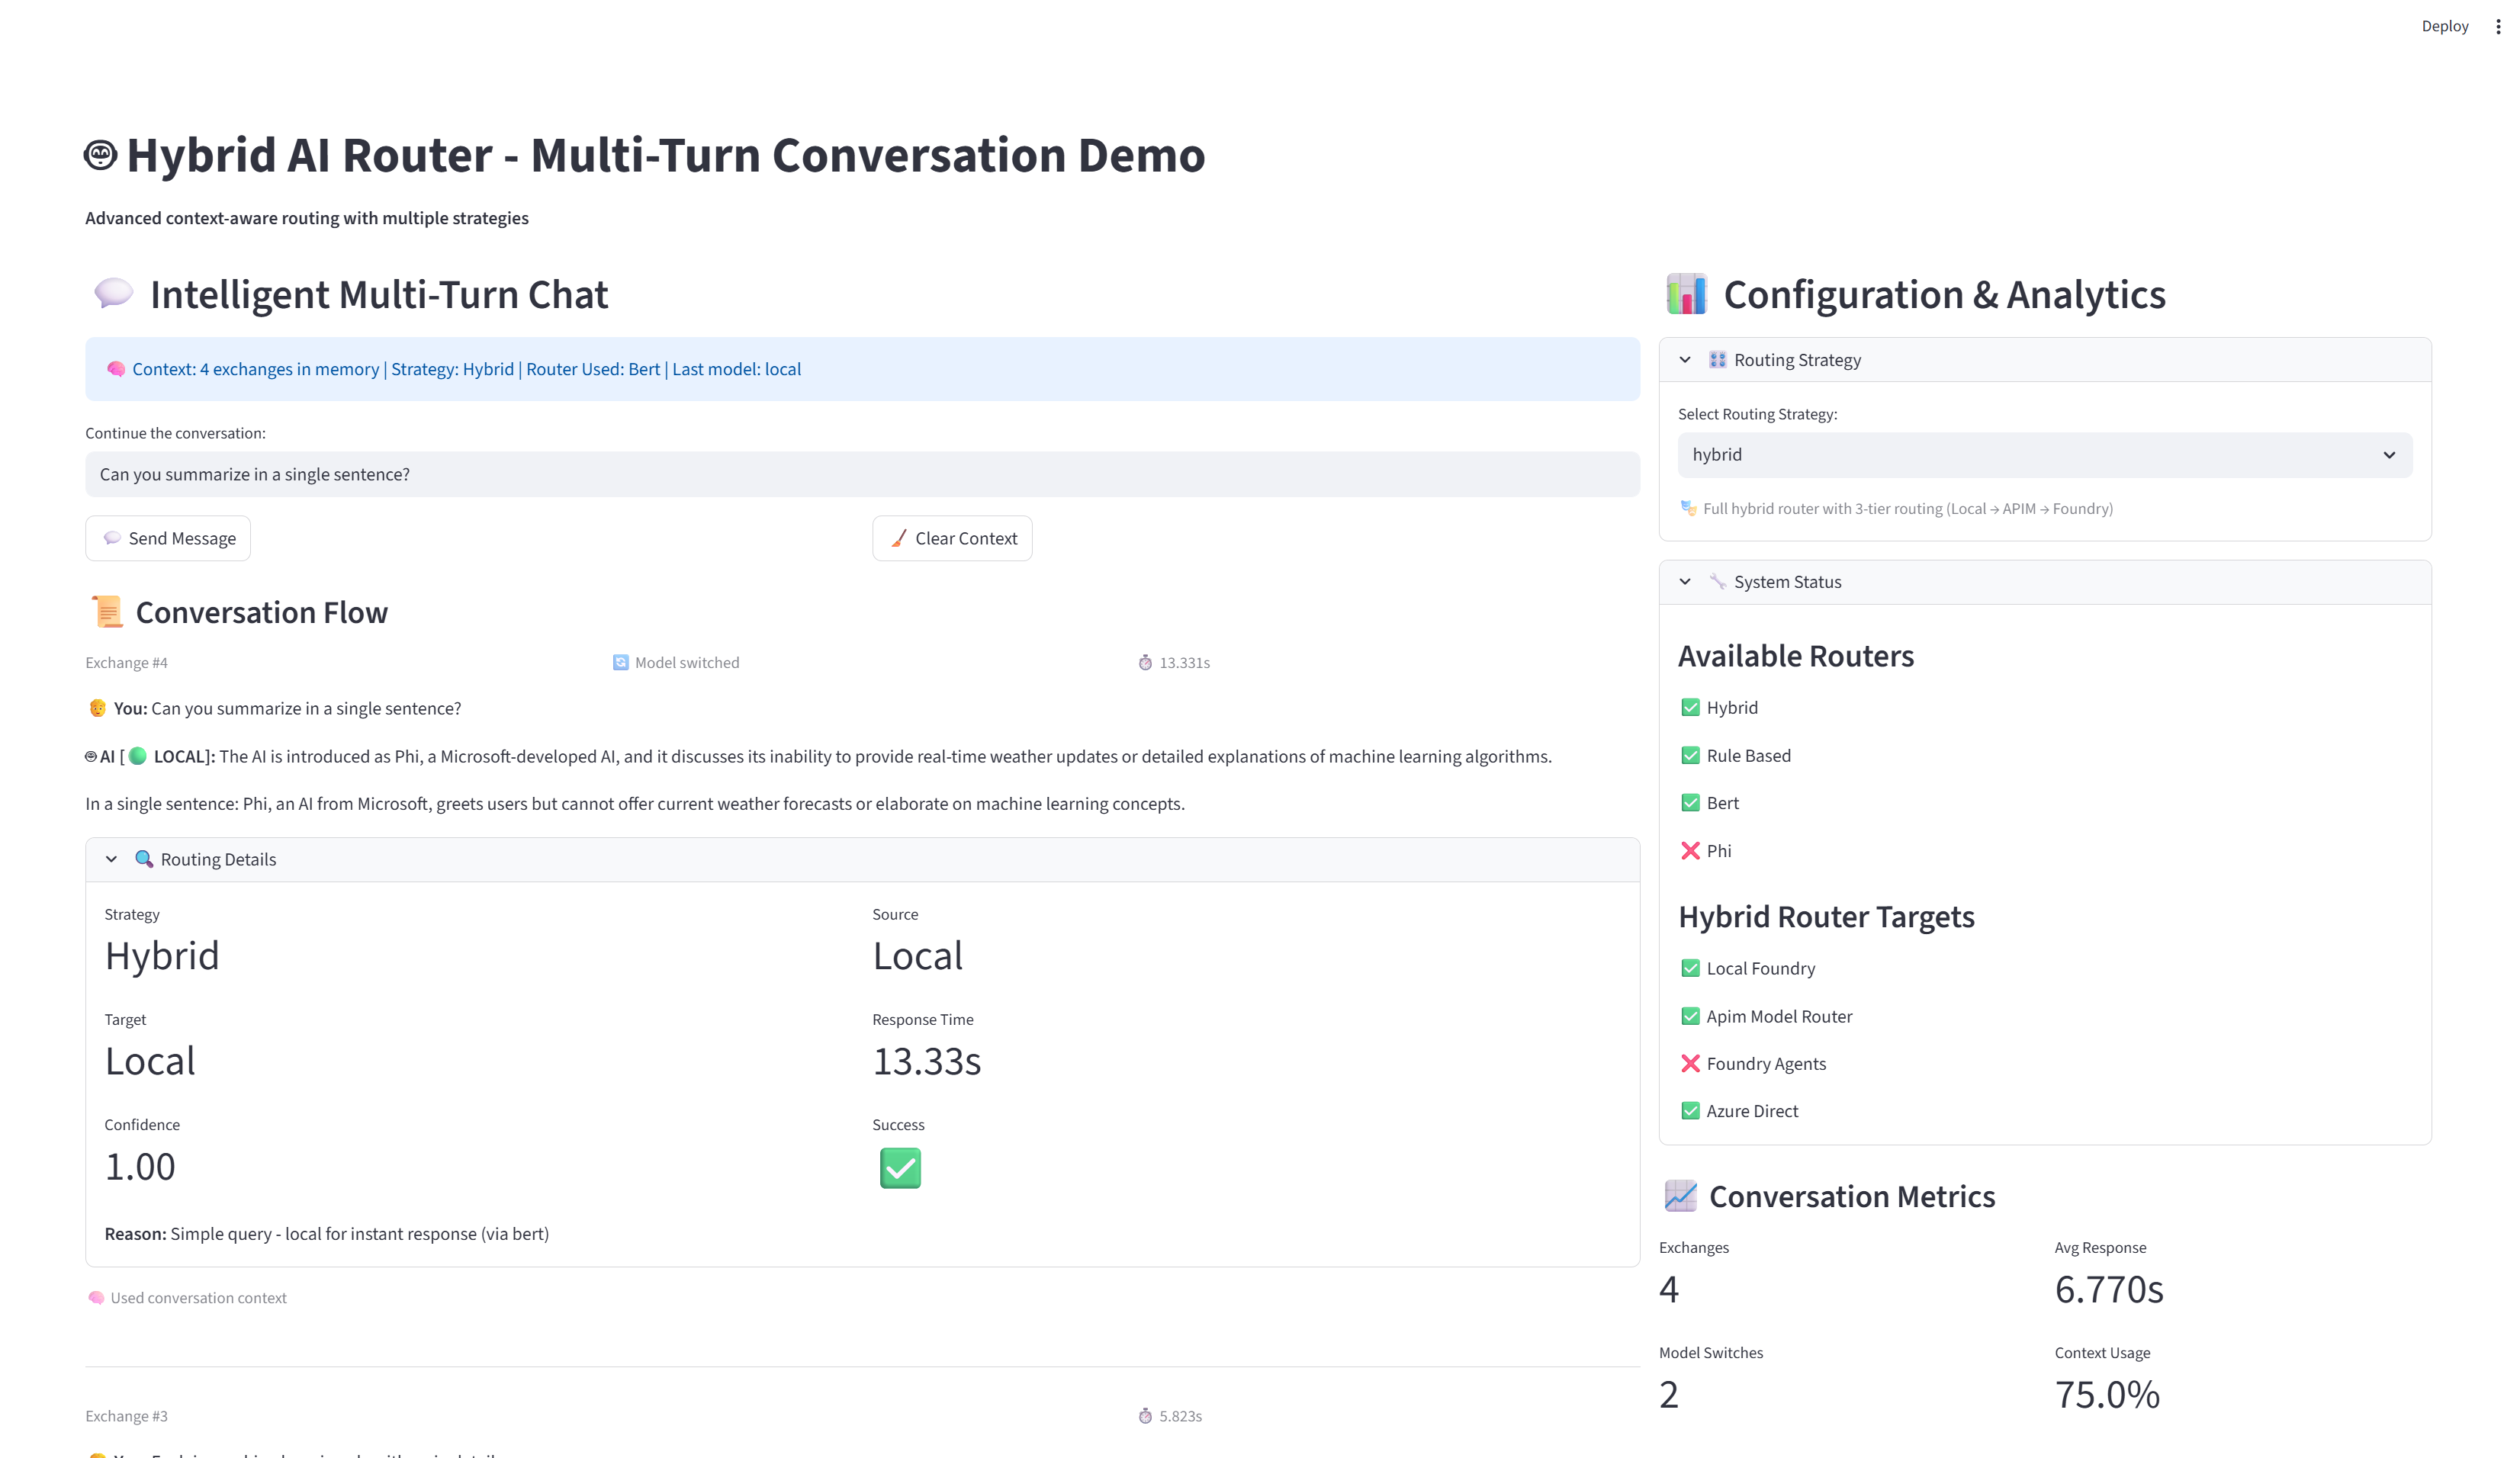 Deploy
Hybrid AI Router - Multi-Turn Conversation Demo
Advanced context-aware routing with multiple strategies
Intelligent Multi-Turn Chat
Context: 4 exchanges in memory | Strategy: Hybrid | Router Used: Bert | Last model: local
Continue the conversation:
Can you summarize in a single sentence?
Send Message
Clear Context
Conversation Flow
Exchange #4
Model switched
13.331s
You: Can you summarize in a single sentence?
AI [ LOCAL]: The AI is introduced as Phi, a Microsoft-developed AI, and it discusses its inability to provide real-time weather updates or detailed explanations of machine learning algorithms.
In a single sentence: Phi, an AI from Microsoft, greets users but cannot offer current weather forecasts or elaborate on machine learning concepts.
Routing Details
Strategy
Hybrid
Source
Local
Target
Local
Response Time
13.33s
Confidence
1.00
Success
Reason: Simple query - local for instant response (via bert)
Used conversation context
Exchange #3
5.823s
Configuration & Analytics
Routing Strategy
Select Routing Strategy:
hybrid
Full hybrid router with 3-tier routing (Local → APIM → Foundry)
System Status
Available Routers
Hybrid
Rule Based
Bert
Phi
Hybrid Router Targets
Local Foundry
Apim Model Router
Foundry Agents
Azure Direct
Conversation Metrics
Exchanges
4
Avg Response
6.770s
Model Switches
2
Context Usage
75.0%